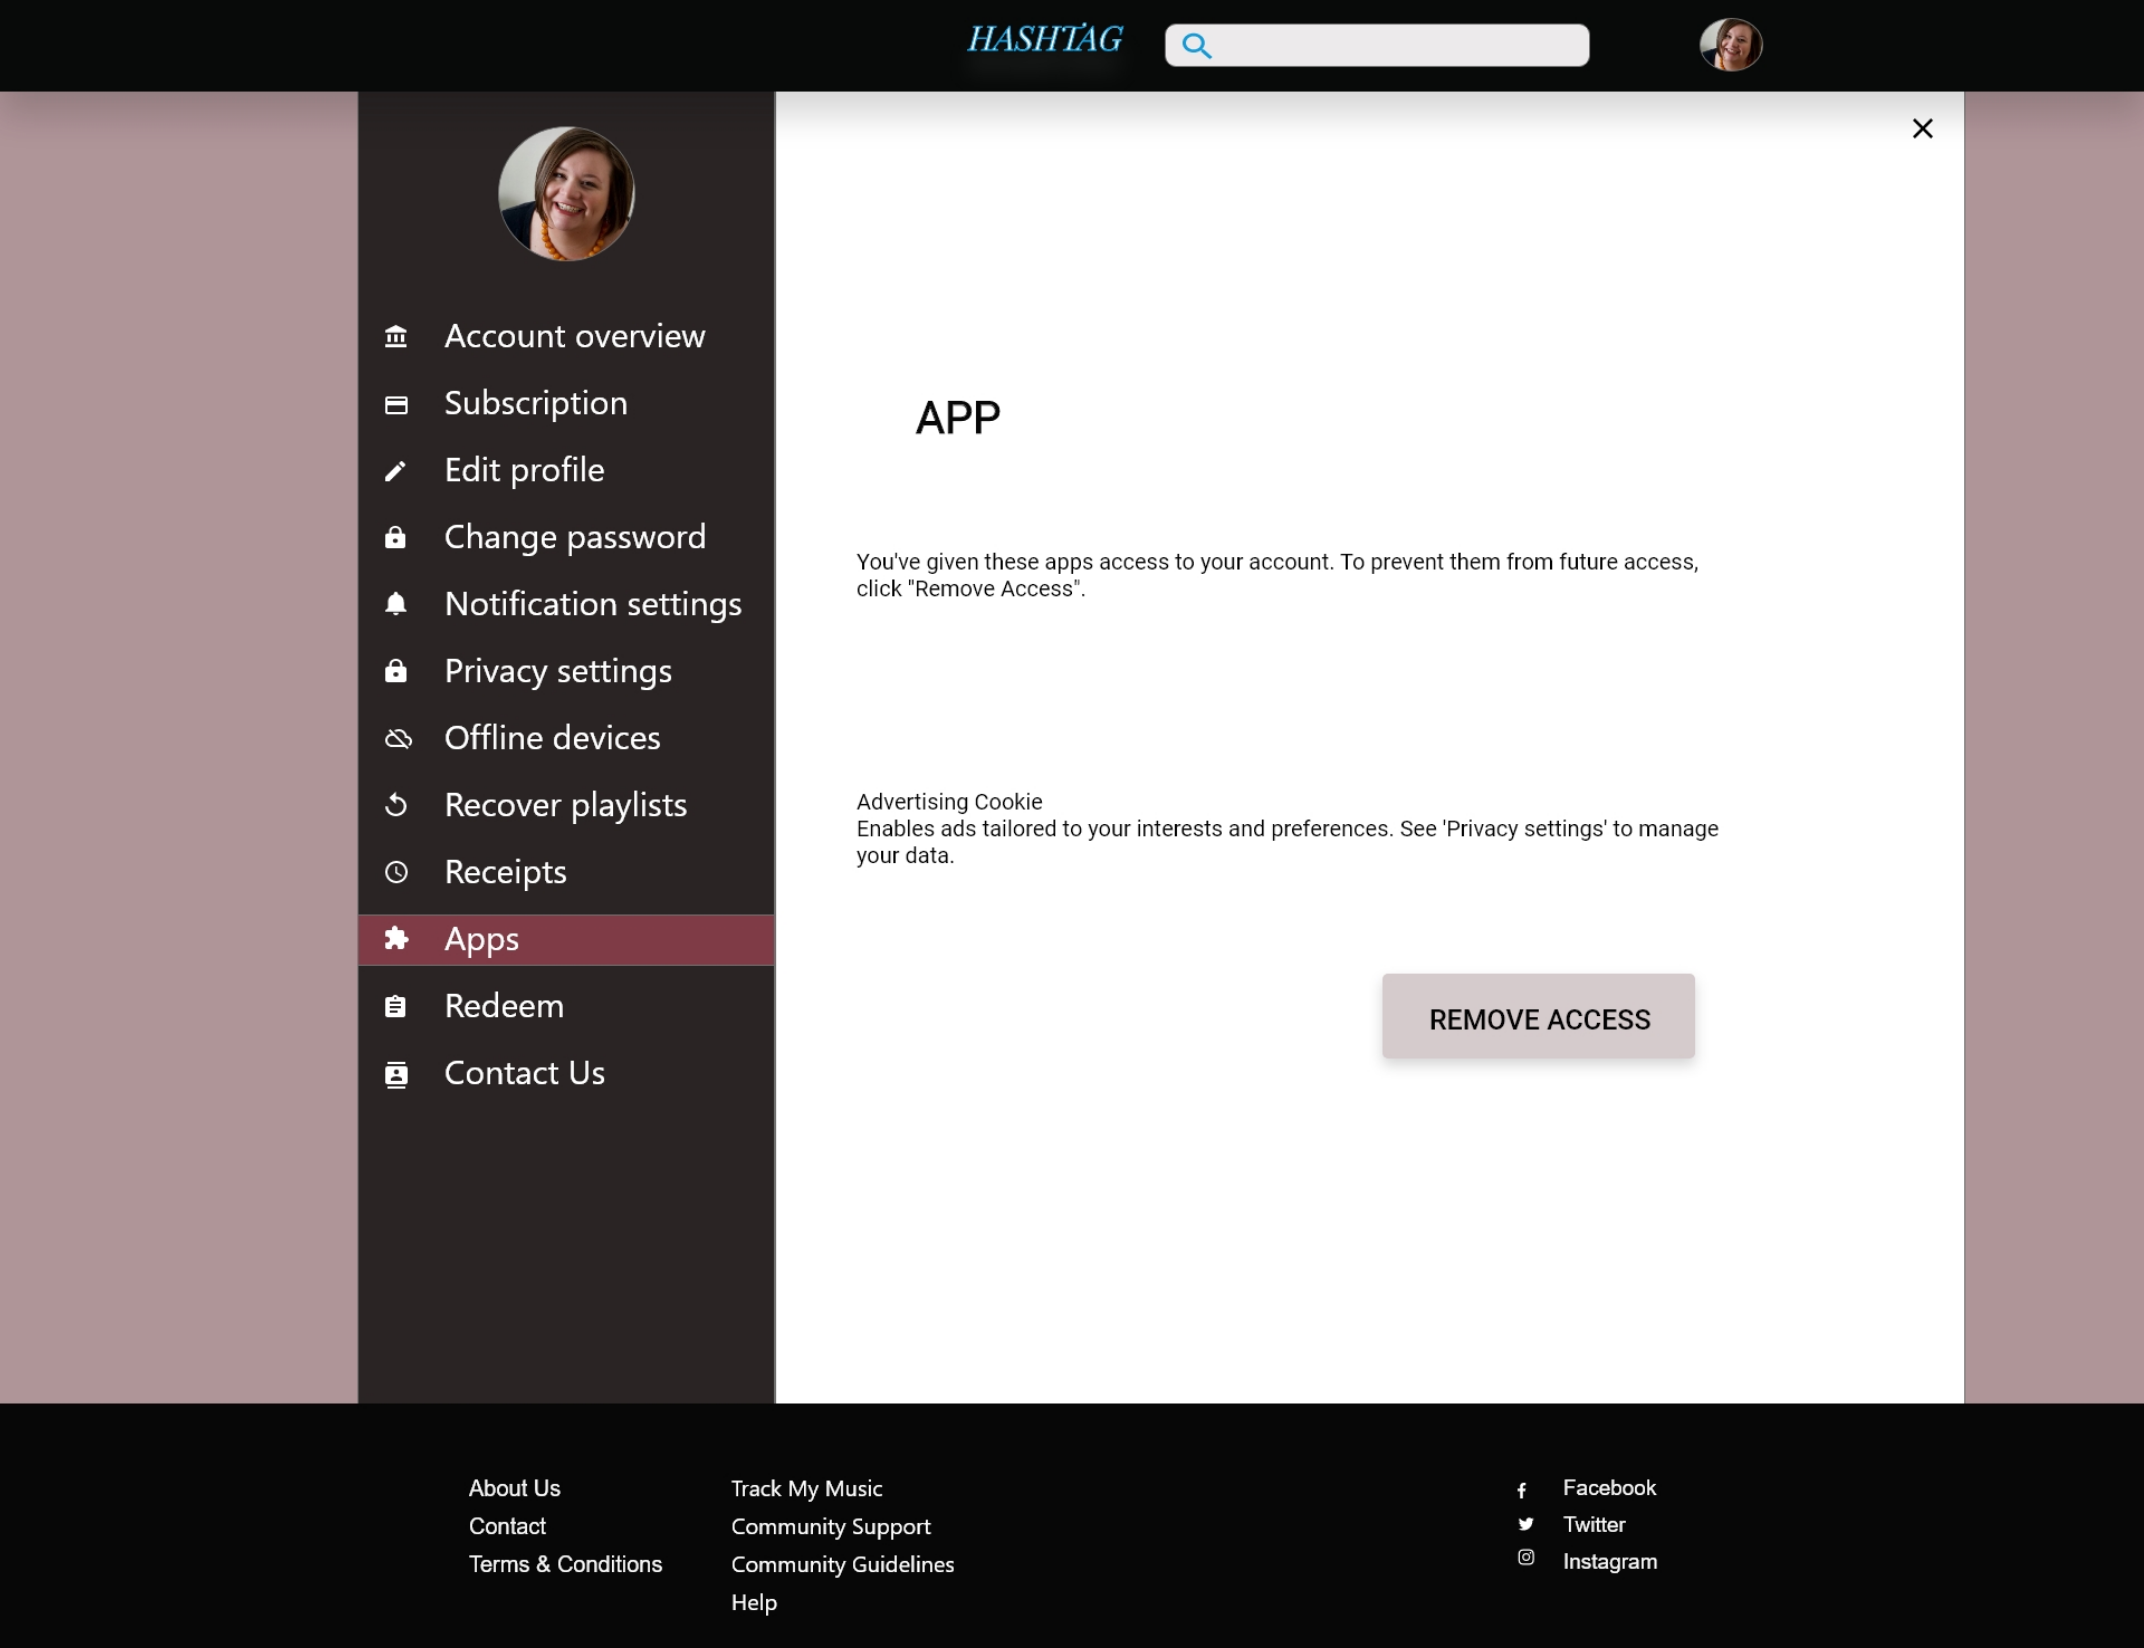 HASHTAG
Account overview
Subscription
Edit profile
Change password
Notification settings
Privacy settings
Offline devices
Recover playlists
Receipts
Apps
Redeem
Contact Us
APP
You've given these apps access to your account. To prevent them from future access,
click "Remove Access".
Advertising Cookie
Enables ads tailored to your interests and preferences. See 'Privacy settings' to manage
your data.
REMOVE ACCESS
About Us
Contact
Terms & Conditions
Track My Music
Community Support
Community Guidelines
Help
Facebook
Twitter
Instagram